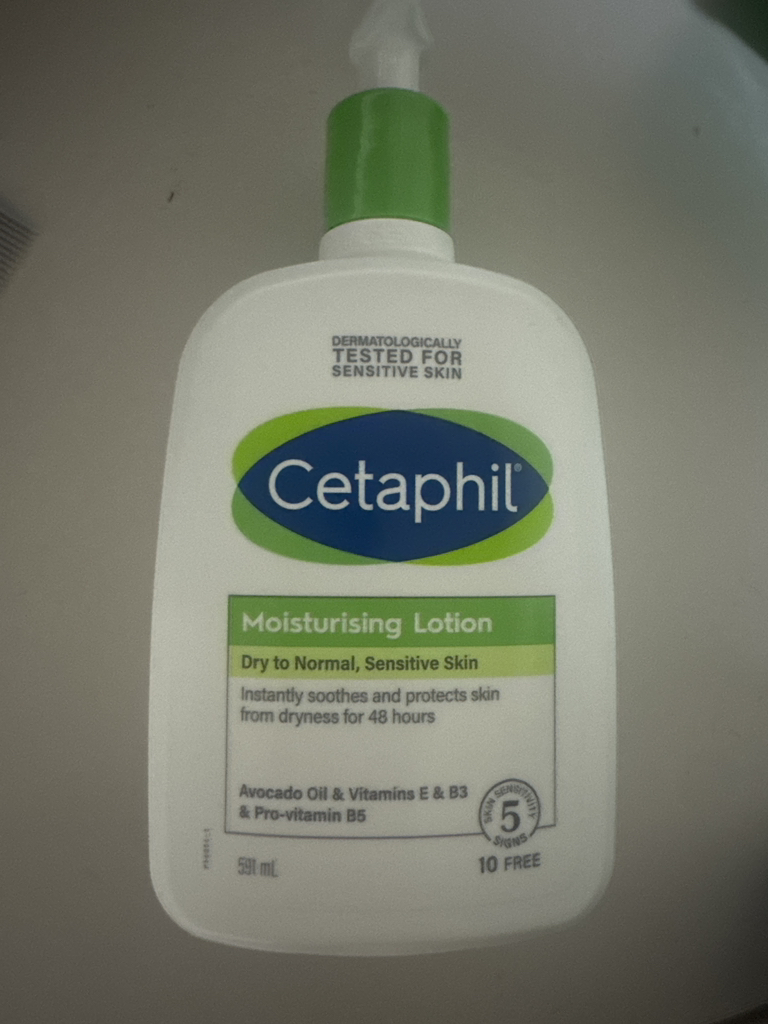 DERMATOLOGICALLY
TESTED FOR
SENSITIVE SKIN
Cetaphil®
Moisturising Lotion
Dry to Normal, Sensitive Skin
Instantly soothes and protects skin
from dryness for 48 hours
Avocado Oil & Vitamins E & B3
& Pro-vitamin B5
SKIN SENSITIVITY
5
SIGNS
591 mL
10 FREE